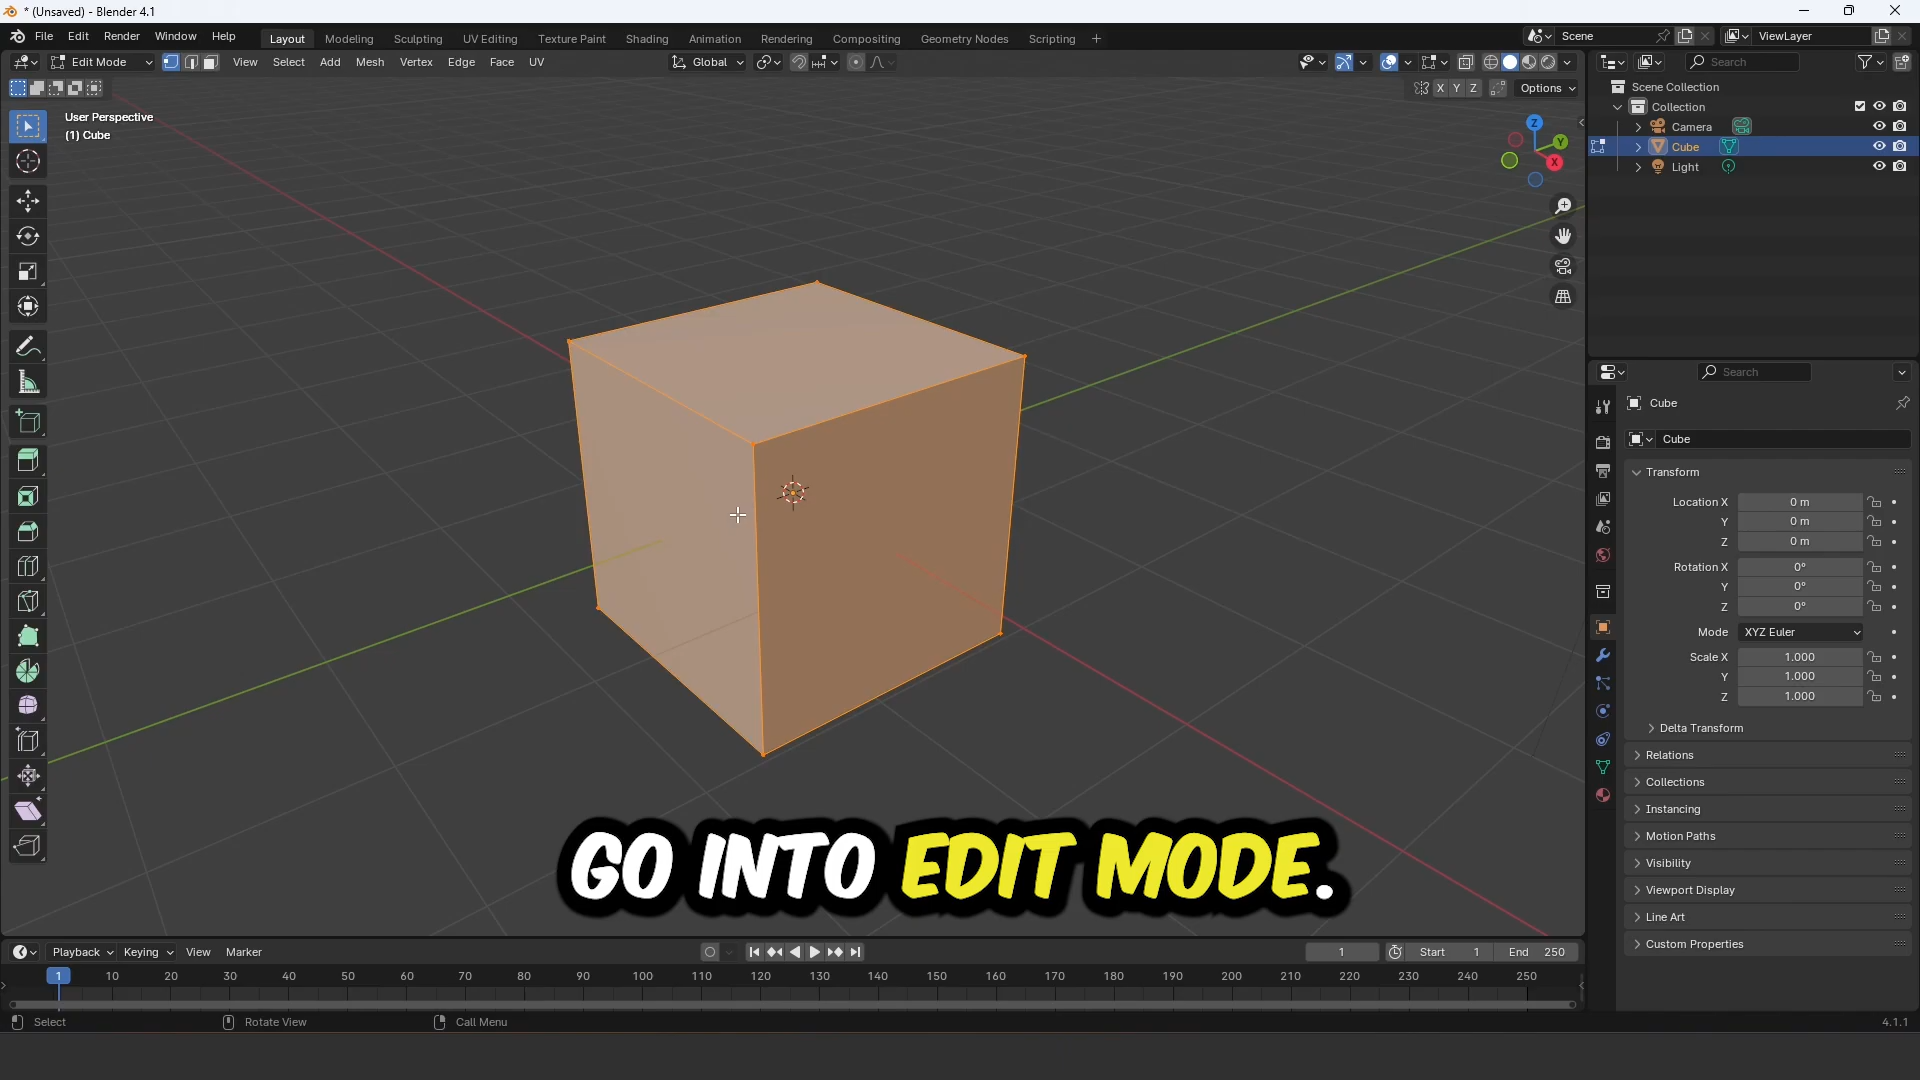 * (Unsaved) - Blender 4.1
File Edit Render Window Help
Layout Modeling Sculpting UV Editing Texture Paint Shading Animation Rendering Compositing Geometry Nodes Scripting +
Scene
ViewLayer
Edit Mode
View Select Add Mesh Vertex Edge Face UV
Global
X Y Z
Options
User Perspective
(1) Cube
Z
Y
X
Search
Scene Collection
Collection
Camera
Cube
Light
Search
Cube
Cube
Transform
Location X 0 m
Y 0 m
Z 0 m
Rotation X 0°
Y 0°
Z 0°
Mode XYZ Euler
Scale X 1.000
Y 1.000
Z 1.000
Delta Transform
Relations
Collections
Instancing
Motion Paths
Visibility
Viewport Display
Line Art
Custom Properties
GO INTO EDIT MODE.
Playback Keying View Marker
1 Start 1 End 250
1 10 20 30 40 50 60 70 80 90 100 110 120 130 140 150 160 170 180 190 200 210 220 230 240 250
Select Rotate View Call Menu
4.1.1